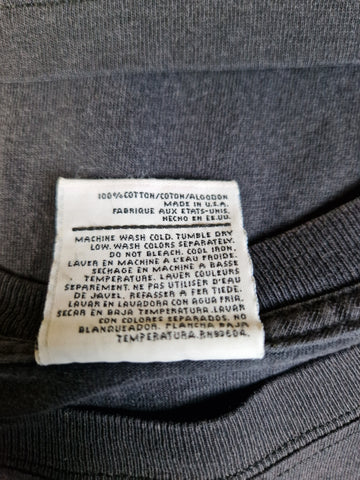 100% COTTON/COTON/ALGODON
MADE IN U.S.A.
FABRIQUE AUX ETATS-UNIS.
HECHO EN EE.UU.
MACHINE WASH COLD. TUMBLE DRY
LOW. WASH COLORS SEPARATELY.
DO NOT BLEACH. COOL IRON.
LAVER EN MACHINE A L'EAU FROIDE.
SECHAGE EN MACHINE A BASSE
TEMPERATURE. LAVER COULEURS
SEPAREMENT. NE PAS UTILISER D'EAU
DE JAVEL. REPASSER A FER TIEDE.
LAVAR EN LAVADORA CON AGUA FRIA.
SECAR EN BAJA TEMPERATURA. LAVAR
CON COLORES SEPARADOS. NO
BLANQUEADOR. PLANCHA BAJA
TEMPERATURA.